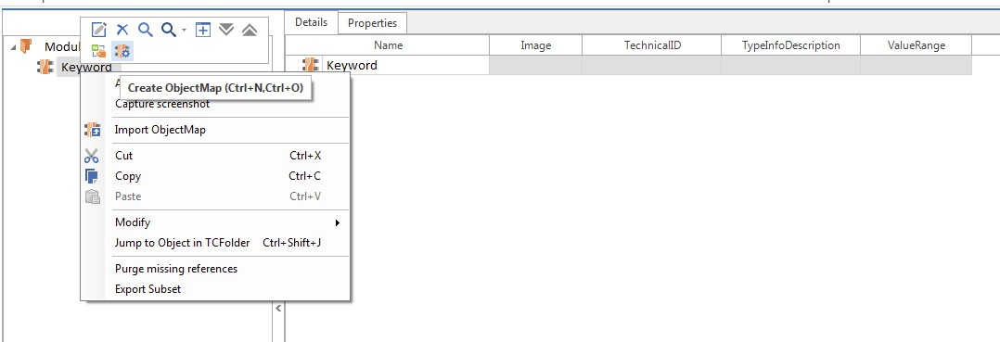 Details
Properties
Name
Image
TechnicalID
TypeInfoDescription
ValueRange
Modul
Keyword
Keyword
Create ObjectMap (Ctrl+N,Ctrl+O)
Capture screenshot
Import ObjectMap
Cut Ctrl+X
Copy Ctrl+C
Paste Ctrl+V
Modify
Jump to Object in TCFolder Ctrl+Shift+J
Purge missing references
Export Subset